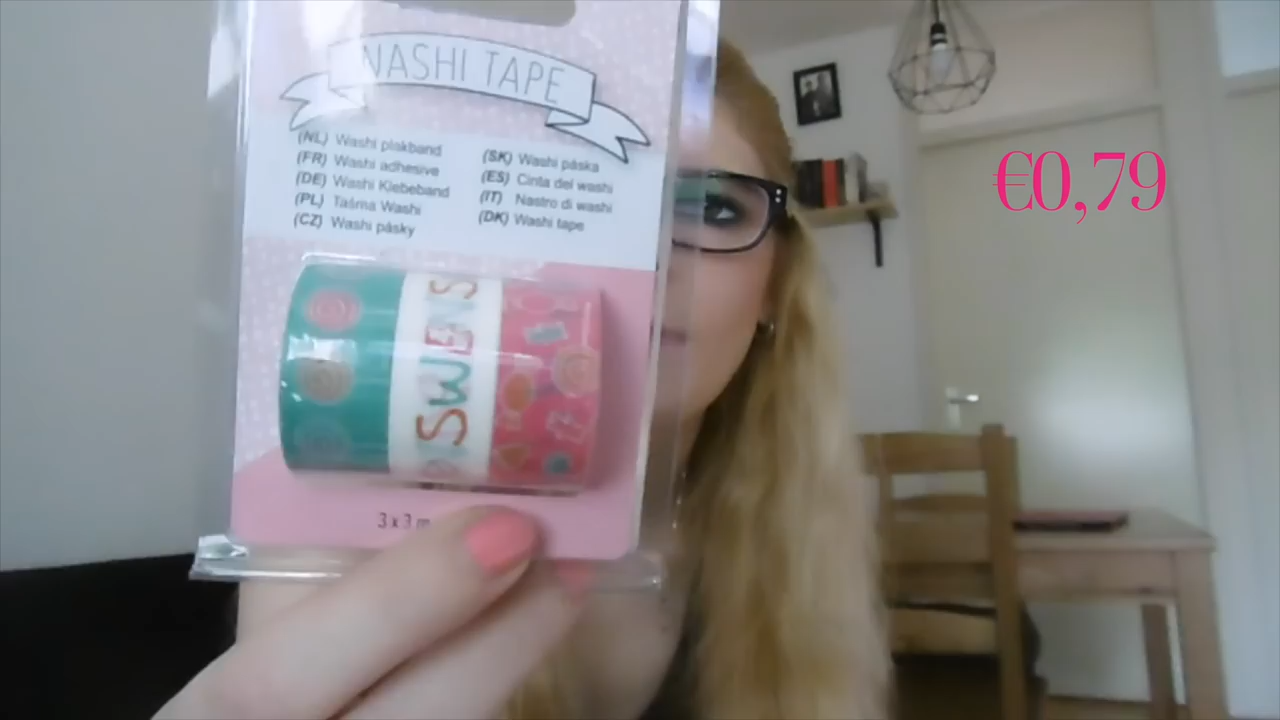 WASHI TAPE
(NL) Washi plakband
(FR) Washi adhesive
(DE) Washi Klebeband
(PL) Taśma Washi
(CZ) Washi pásky
(SK) Washi páska
(ES) Cinta del washi
(IT) Nastro di washi
(DK) Washi tape
€0,79
3 x 3 m